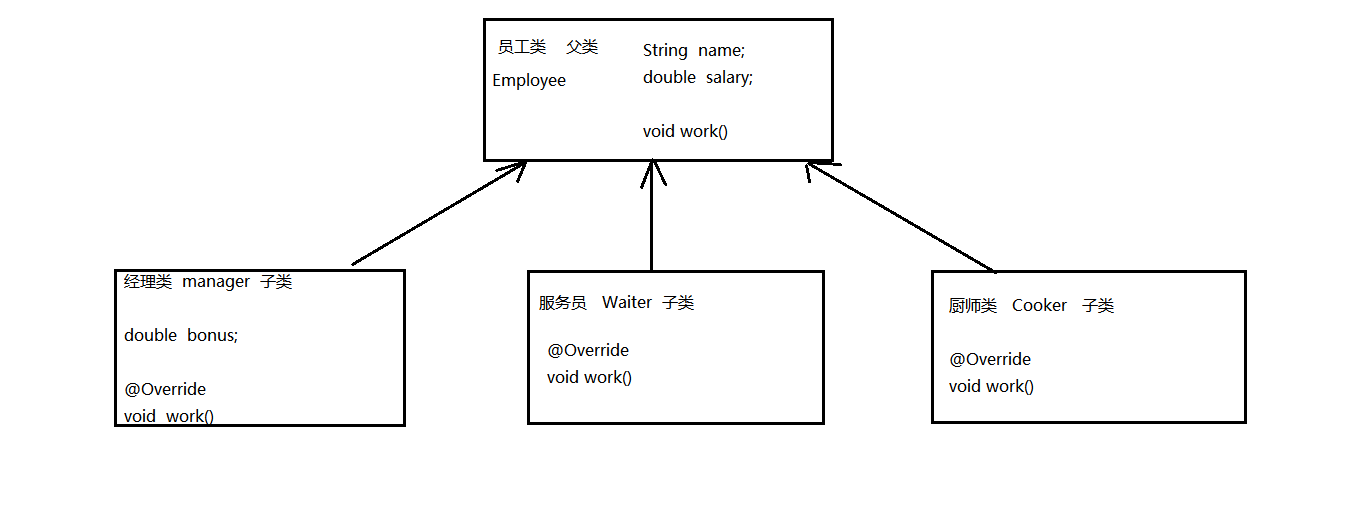 员工类 父类
Employee
String name;
double salary;
void work()
经理类 manager 子类
double bonus;
@Override
void work()
服务员 Waiter 子类
@Override
void work()
厨师类 Cooker 子类
@Override
void work()